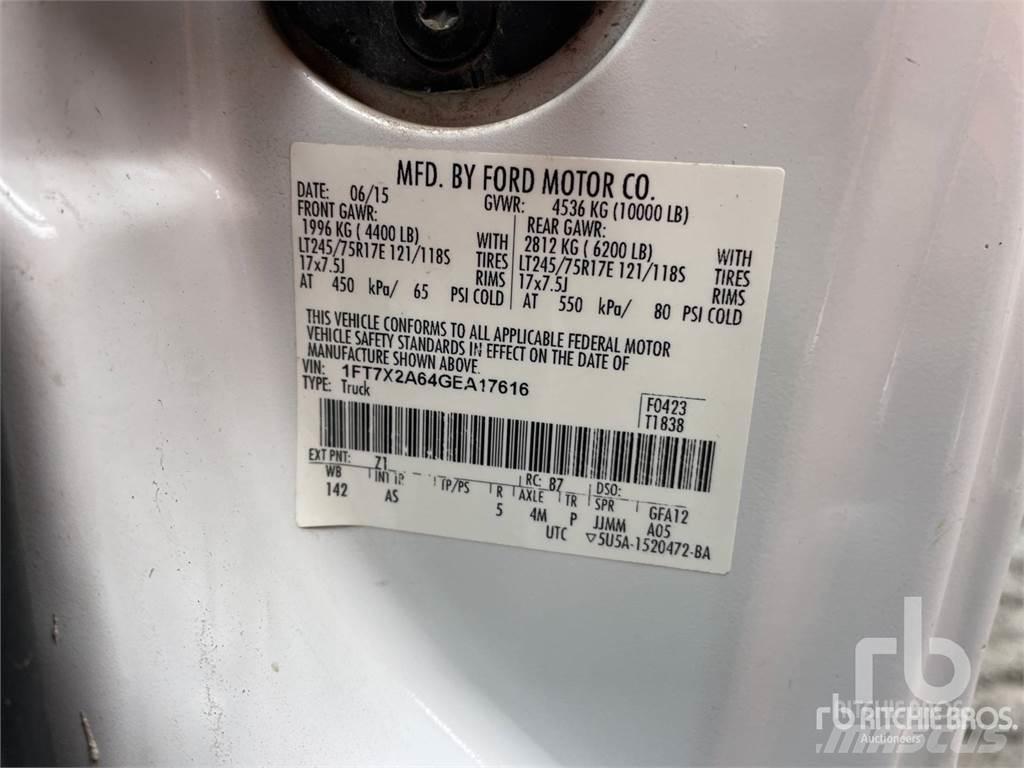 MFD. BY FORD MOTOR CO.
DATE: 06/15 GVWR: 4536 KG (10000 LB)
FRONT GAWR: REAR GAWR:
1996 KG ( 4400 LB) WITH 2812 KG ( 6200 LB) WITH
LT245/75R17E 121/118S TIRES LT245/75R17E 121/118S TIRES
17x7.5J RIMS 17x7.5J RIMS
AT 450 kPa/ 65 PSI COLD AT 550 kPa/ 80 PSI COLD
THIS VEHICLE CONFORMS TO ALL APPLICABLE FEDERAL MOTOR
VEHICLE SAFETY STANDARDS IN EFFECT ON THE DATE OF
MANUFACTURE SHOWN ABOVE.
VIN: 1FT7X2A64GEA17616
TYPE: Truck
F0423
T1838
EXT PNT: Z1 RC: B7 DSO:
WB INT TR TP/PS R AXLE TR SPR GFA12
142 AS 5 4M P JJMM A05
UTC ▽5U5A-1520472-BA
rb
rb RITCHIE BROS.
Auctioneers